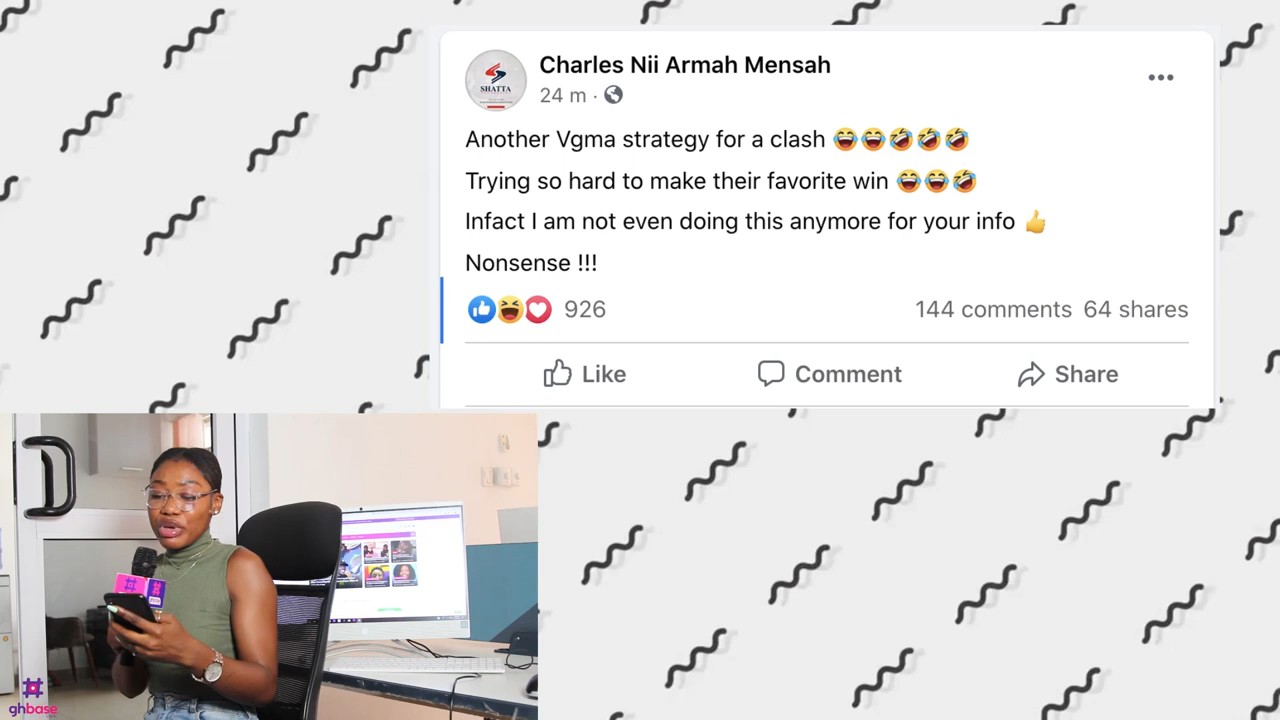 Charles Nii Armah Mensah
24 m ·
SHATTA
Another Vgma strategy for a clash 😂😂🤣🤣🤣
Trying so hard to make their favorite win 😂😂🤣
Infact I am not even doing this anymore for your info 👍
Nonsense !!!
926
144 comments 64 shares
Like Comment Share
ghbase